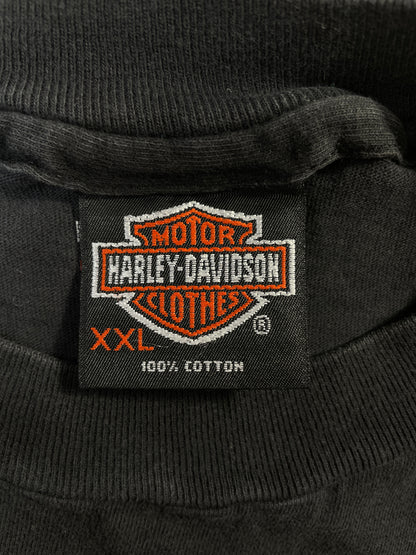 MOTOR
HARLEY-DAVIDSON
CLOTHES
®
XXL
100% COTTON